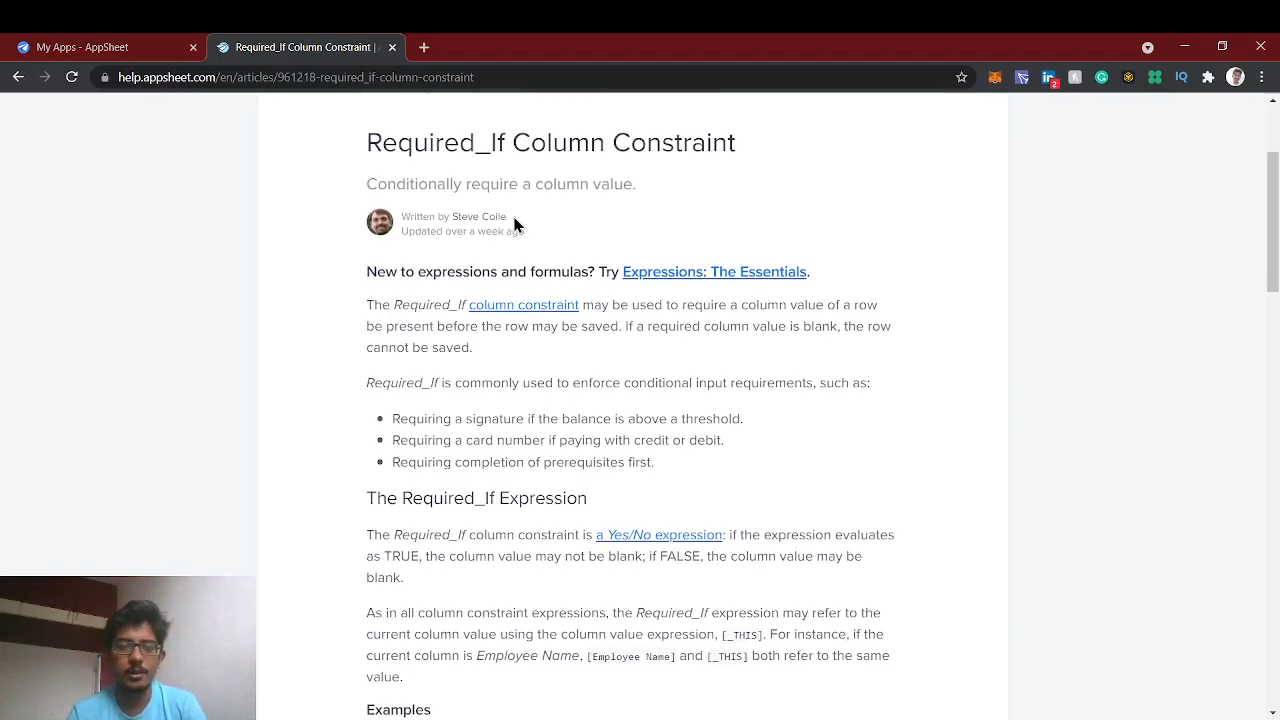 My Apps - AppSheet
Required_If Column Constraint |
help.appsheet.com/en/articles/961218-required_if-column-constraint
2
IQ
Required_If Column Constraint
Conditionally require a column value.
Written by Steve Coile
Updated over a week ago
New to expressions and formulas? Try Expressions: The Essentials.
The Required_If column constraint may be used to require a column value of a row
be present before the row may be saved. If a required column value is blank, the row
cannot be saved.
Required_If is commonly used to enforce conditional input requirements, such as:
Requiring a signature if the balance is above a threshold.
Requiring a card number if paying with credit or debit.
Requiring completion of prerequisites first.
The Required_If Expression
The Required_If column constraint is a Yes/No expression: if the expression evaluates
as TRUE, the column value may not be blank; if FALSE, the column value may be
blank.
As in all column constraint expressions, the Required_If expression may refer to the
current column value using the column value expression, [_THIS]. For instance, if the
current column is Employee Name, [Employee Name] and [_THIS] both refer to the same
value.
Examples